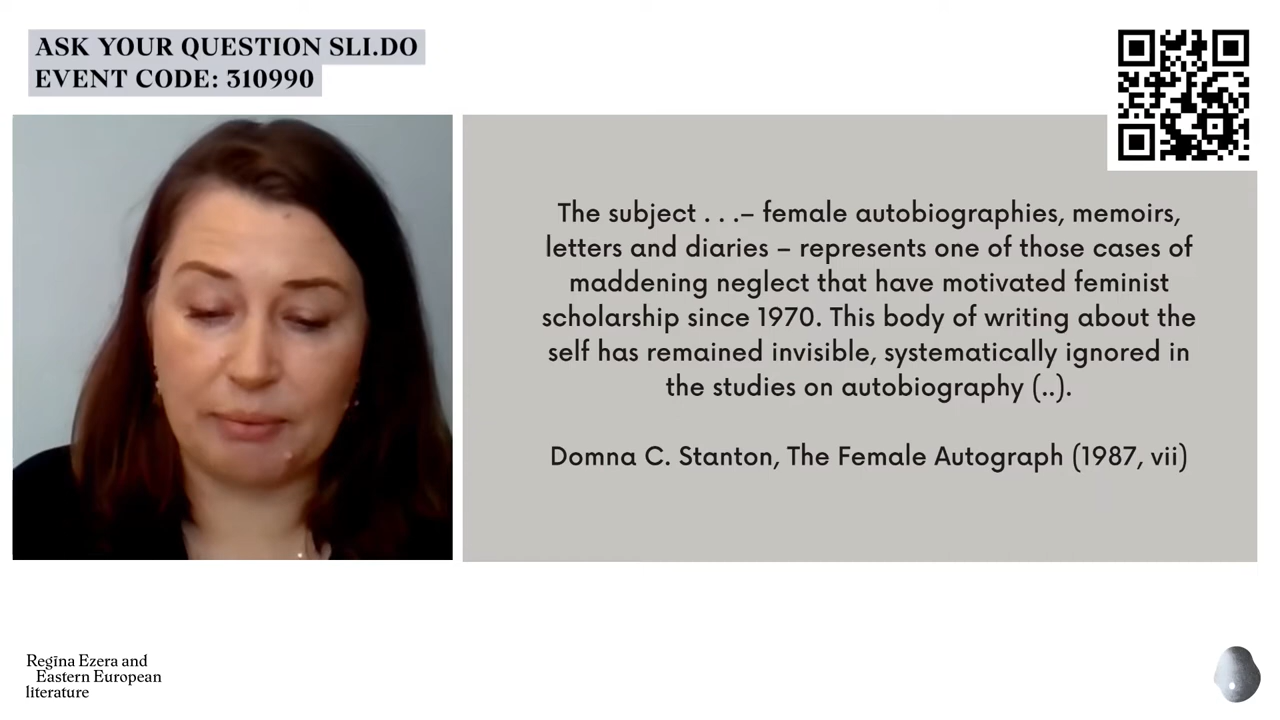 ASK YOUR QUESTION SLI.DO
EVENT CODE: 310990
The subject . . .– female autobiographies, memoirs,
letters and diaries – represents one of those cases of
maddening neglect that have motivated feminist
scholarship since 1970. This body of writing about the
self has remained invisible, systematically ignored in
the studies on autobiography (..).
Domna C. Stanton, The Female Autograph (1987, vii)
Regīna Ezera and
Eastern European
literature